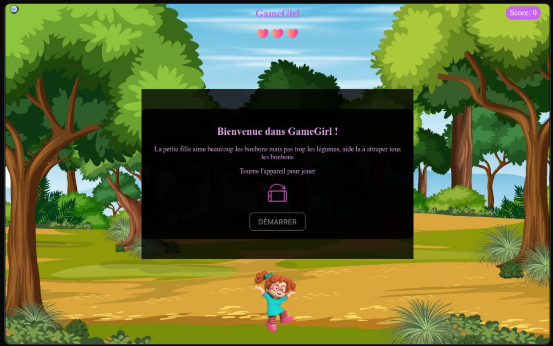 GameGirl
Score: 0
Bienvenue dans GameGirl !
La petite fille aime beaucoup les bonbons mais pas trop les légumes, aide la à attraper tous
les bonbons
Tourne l'appareil pour jouer
DÉMARRER